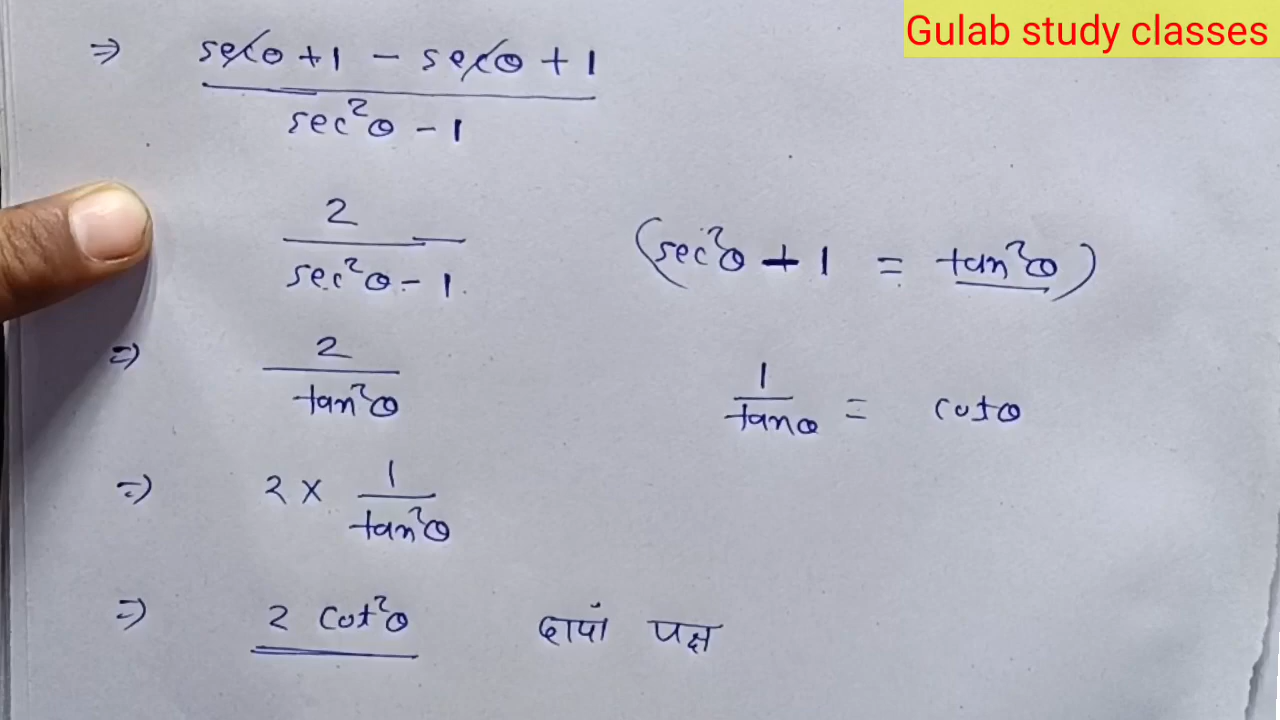 Gulab study classes
⇒ secθ + 1 - secθ + 1
sec²θ - 1
2
sec²θ - 1 (sec²θ + 1 = tan²θ)
⇒ 2
tan²θ
1
tanθ = cotθ
⇒ 2 × 1
tan²θ
⇒ 2 cot²θ दायाँ पक्ष